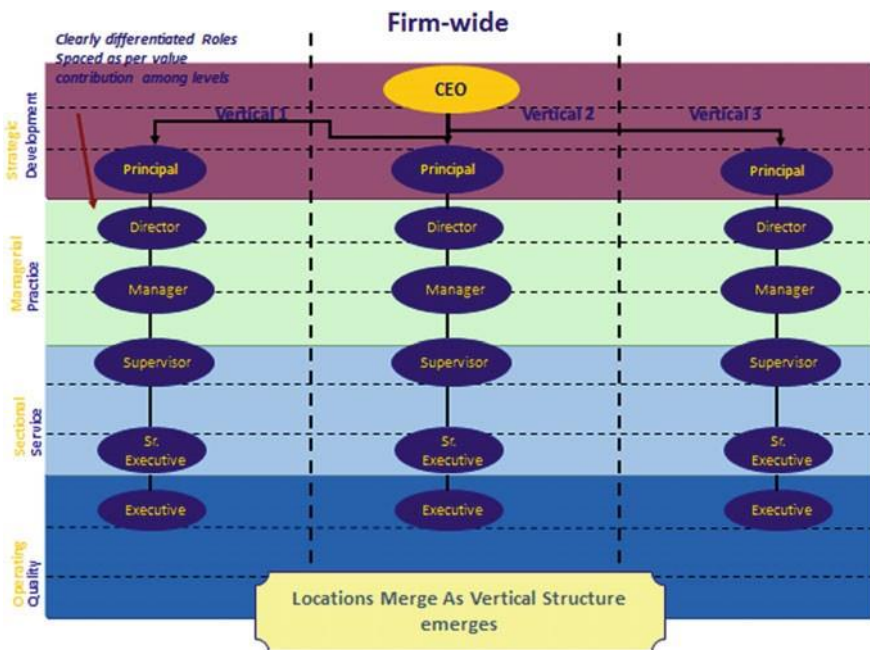 Firm-wide
Clearly differentiated Roles
Spaced as per value
contribution among levels
CEO
Vertical 1
Vertical 2
Vertical 3
Strategic
Development
Principal
Principal
Principal
Managerial
Practice
Director
Director
Director
Manager
Manager
Manager
Sectional
Service
Supervisor
Supervisor
Supervisor
Sr.
Executive
Sr.
Executive
Sr.
Executive
Operating
Quality
Executive
Executive
Executive
Locations Merge As Vertical Structure
emerges